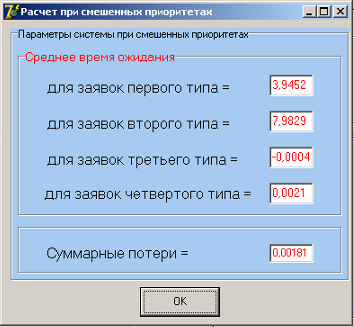 Расчет при смешенных приоритетах
Параметры системы при смешенных приоритетах
Среднее время ожидания
для заявок первого типа = 3,9452
для заявок второго типа = 7,9829
для заявок третьего типа = -0,0004
для заявок четвертого типа = 0,0021
Суммарные потери = 0,00181
OK